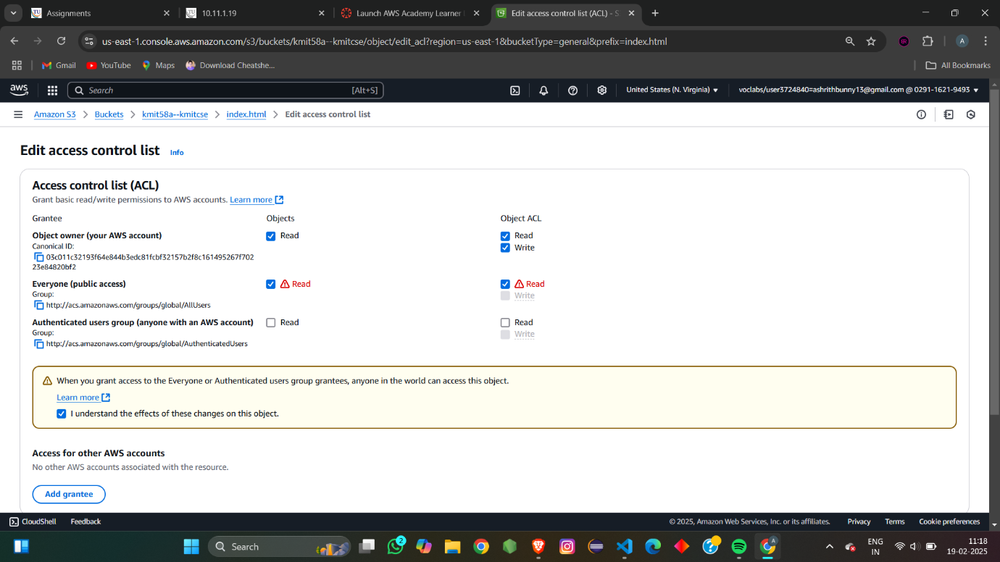 Assignments
10.11.1.19
Launch AWS Academy Learner
Edit access control list (ACL) - S
us-east-1.console.aws.amazon.com/s3/buckets/kmit58a--kmitcse/object/edit_acl?region=us-east-1&bucketType=general&prefix=index.html
A
Gmail
YouTube
Maps
Download Cheatshe...
All Bookmarks
aws
Search
[Alt+S]
United States (N. Virginia)
voclabs/user3724840=ashrithbunny13@gmail.com @ 0291-1621-9493
Amazon S3
Buckets
kmit58a--kmitcse
index.html
Edit access control list
Edit access control list Info
Access control list (ACL)
Grant basic read/write permissions to AWS accounts. Learn more
Grantee Objects Object ACL
Object owner (your AWS account) Read Read
Canonical ID: Write
03c011c32193f64e844b3edc81fcbf32157b2f8c161495267f702
23e84820bf2
Everyone (public access) Read Read
Group: Write
http://acs.amazonaws.com/groups/global/AllUsers
Authenticated users group (anyone with an AWS account) Read Read
Group: Write
http://acs.amazonaws.com/groups/global/AuthenticatedUsers
When you grant access to the Everyone or Authenticated users group grantees, anyone in the world can access this object.
Learn more
I understand the effects of these changes on this object.
Access for other AWS accounts
No other AWS accounts associated with the resource.
Add grantee
CloudShell
Feedback
© 2025, Amazon Web Services, Inc. or its affiliates.
Privacy
Terms
Cookie preferences
Search
2
A
ENG
IN
11:18
19-02-2025